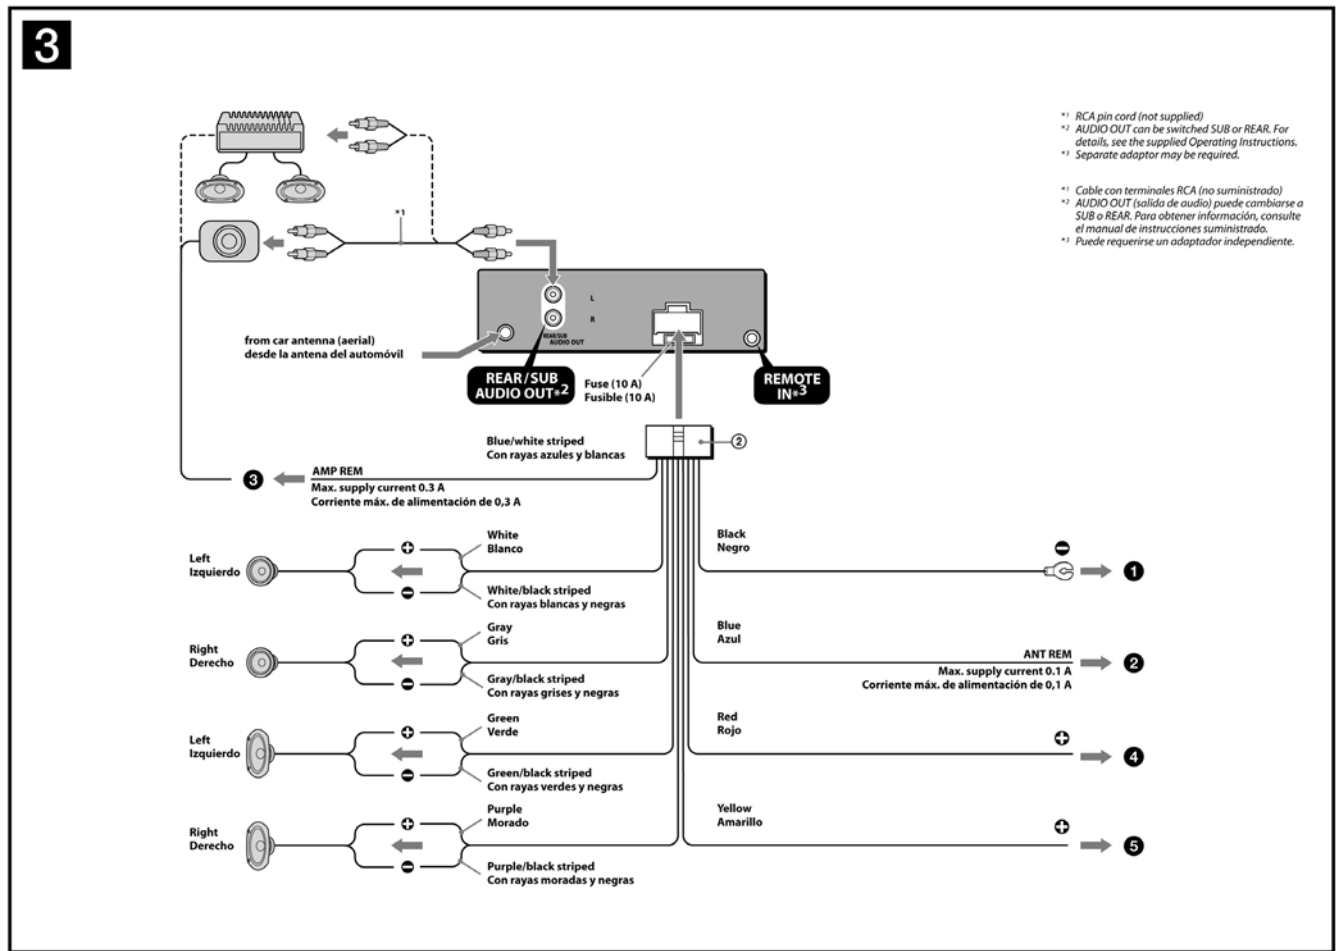 3
*1 RCA pin cord (not supplied)
*2 AUDIO OUT can be switched SUB or REAR. For
details, see the supplied Operating Instructions.
*3 Separate adaptor may be required.
*1 Cable con terminales RCA (no suministrado)
*2 AUDIO OUT (salida de audio) puede cambiarse a
SUB o REAR. Para obtener información, consulte
el manual de instrucciones suministrado.
*3 Puede requerirse un adaptador independiente.
*1
L
R
REAR/SUB
AUDIO OUT
from car antenna (aerial)
desde la antena del automóvil
REAR/SUB
AUDIO OUT*2
Fuse (10 A)
Fusible (10 A)
REMOTE
IN*3
Blue/white striped
Con rayas azules y blancas
2
3
AMP REM
Max. supply current 0.3 A
Corriente máx. de alimentación de 0,3 A
Left
Izquierdo
+
−
White
Blanco
White/black striped
Con rayas blancas y negras
Black
Negro
−
1
Right
Derecho
+
−
Gray
Gris
Gray/black striped
Con rayas grises y negras
Blue
Azul
ANT REM
Max. supply current 0.1 A
Corriente máx. de alimentación de 0,1 A
2
Left
Izquierdo
+
−
Green
Verde
Green/black striped
Con rayas verdes y negras
Red
Rojo
+
4
Right
Derecho
+
−
Purple
Morado
Purple/black striped
Con rayas moradas y negras
Yellow
Amarillo
+
5